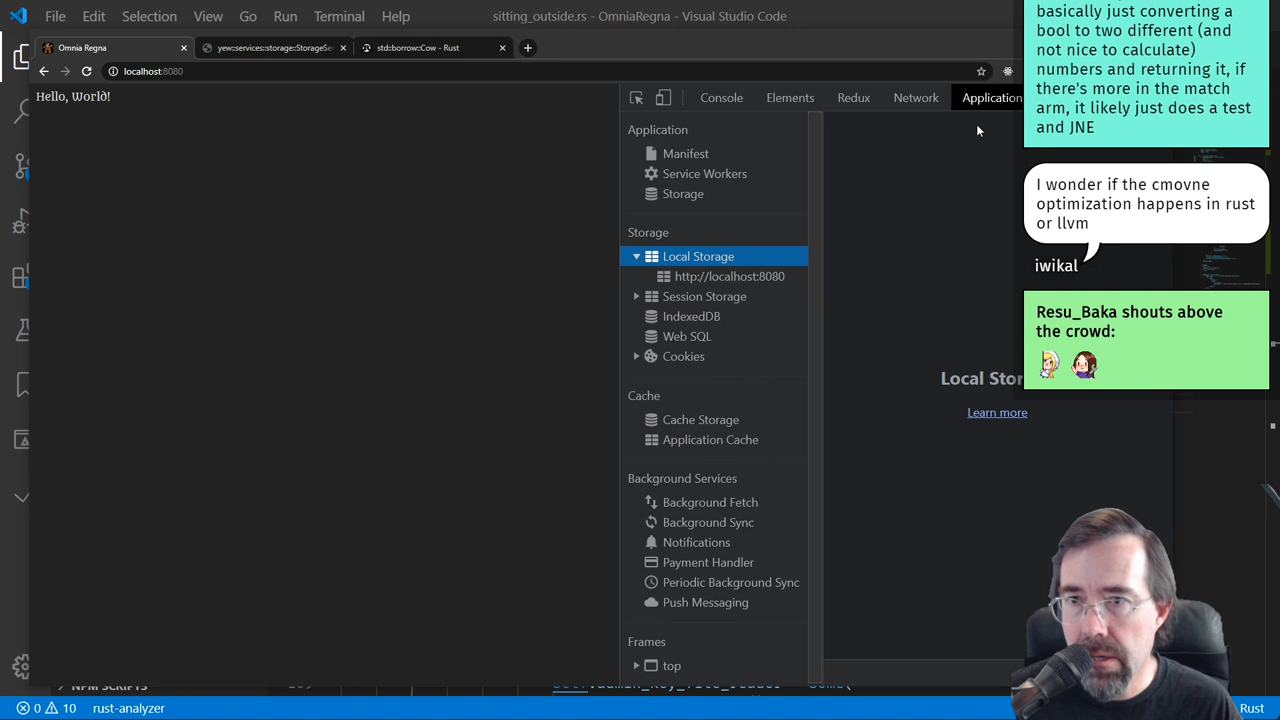 File Edit Selection View Go Run Terminal Help
sitting_outside.rs - OmniaRegna - Visual Studio Code
Omnia Regna
yew::services::storage::StorageSe
std::borrow::Cow - Rust
localhost:8080
Hello, World!
Console Elements Redux Network Application
Application
Manifest
Service Workers
Storage
Storage
Local Storage
http://localhost:8080
Session Storage
IndexedDB
Web SQL
Cookies
Cache
Cache Storage
Application Cache
Background Services
Background Fetch
Background Sync
Notifications
Payment Handler
Periodic Background Sync
Push Messaging
Frames
top
Local Stor
Learn more
basically just converting a
bool to two different (and
not nice to calculate)
numbers and returning it, if
there's more in the match
arm, it likely just does a test
and JNE
I wonder if the cmovne
optimization happens in rust
or llvm
iwikal
Resu_Baka shouts above
the crowd:
NPM SCRIPTS
0 10 rust-analyzer
Rust